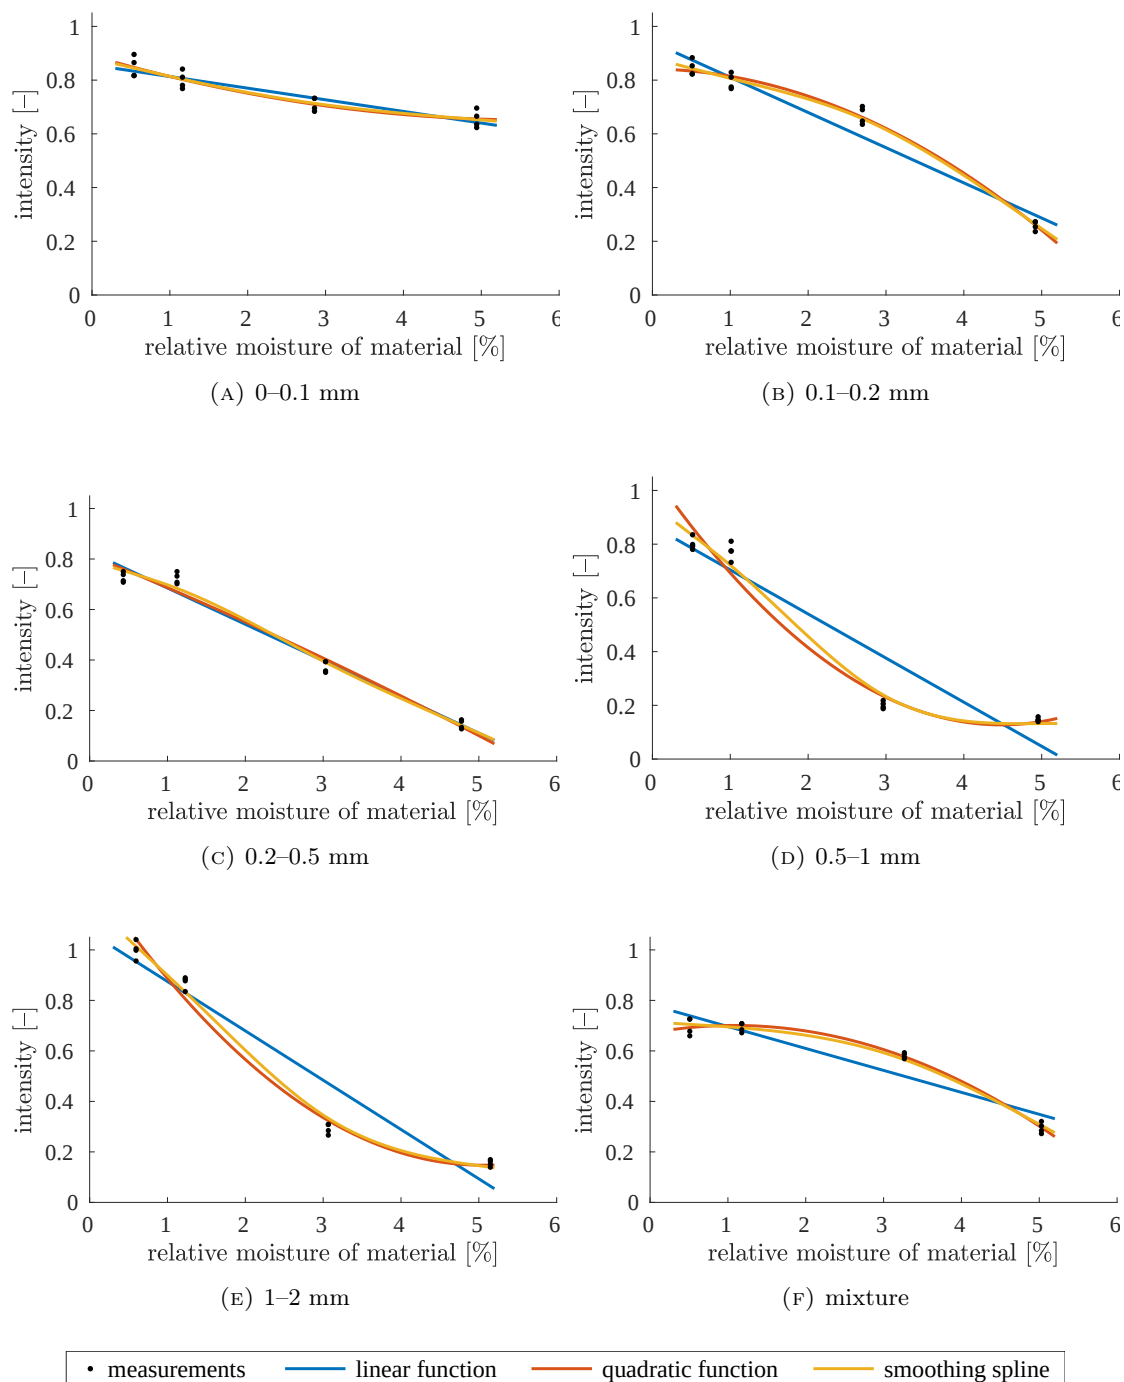 1
0.8
0.6
0.4
0.2
0
intensity [−]
0 1 2 3 4 5 6
relative moisture of material [%]
(A) 0–0.1 mm
1
0.8
0.6
0.4
0.2
0
intensity [−]
0 1 2 3 4 5 6
relative moisture of material [%]
(B) 0.1–0.2 mm
1
0.8
0.6
0.4
0.2
0
intensity [−]
0 1 2 3 4 5 6
relative moisture of material [%]
(C) 0.2–0.5 mm
1
0.8
0.6
0.4
0.2
0
intensity [−]
0 1 2 3 4 5 6
relative moisture of material [%]
(D) 0.5–1 mm
1
0.8
0.6
0.4
0.2
0
intensity [−]
0 1 2 3 4 5 6
relative moisture of material [%]
(E) 1–2 mm
1
0.8
0.6
0.4
0.2
0
intensity [−]
0 1 2 3 4 5 6
relative moisture of material [%]
(F) mixture
measurements linear function quadratic function smoothing spline